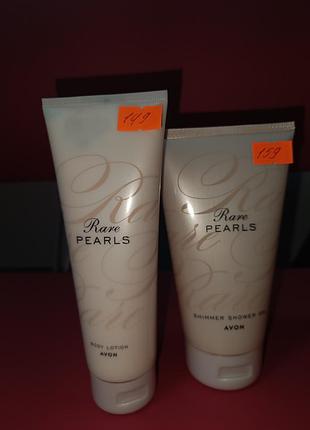 149
Rare
PEARLS
BODY LOTION
AVON
159
Rare
PEARLS
SHIMMER SHOWER GEL
AVON